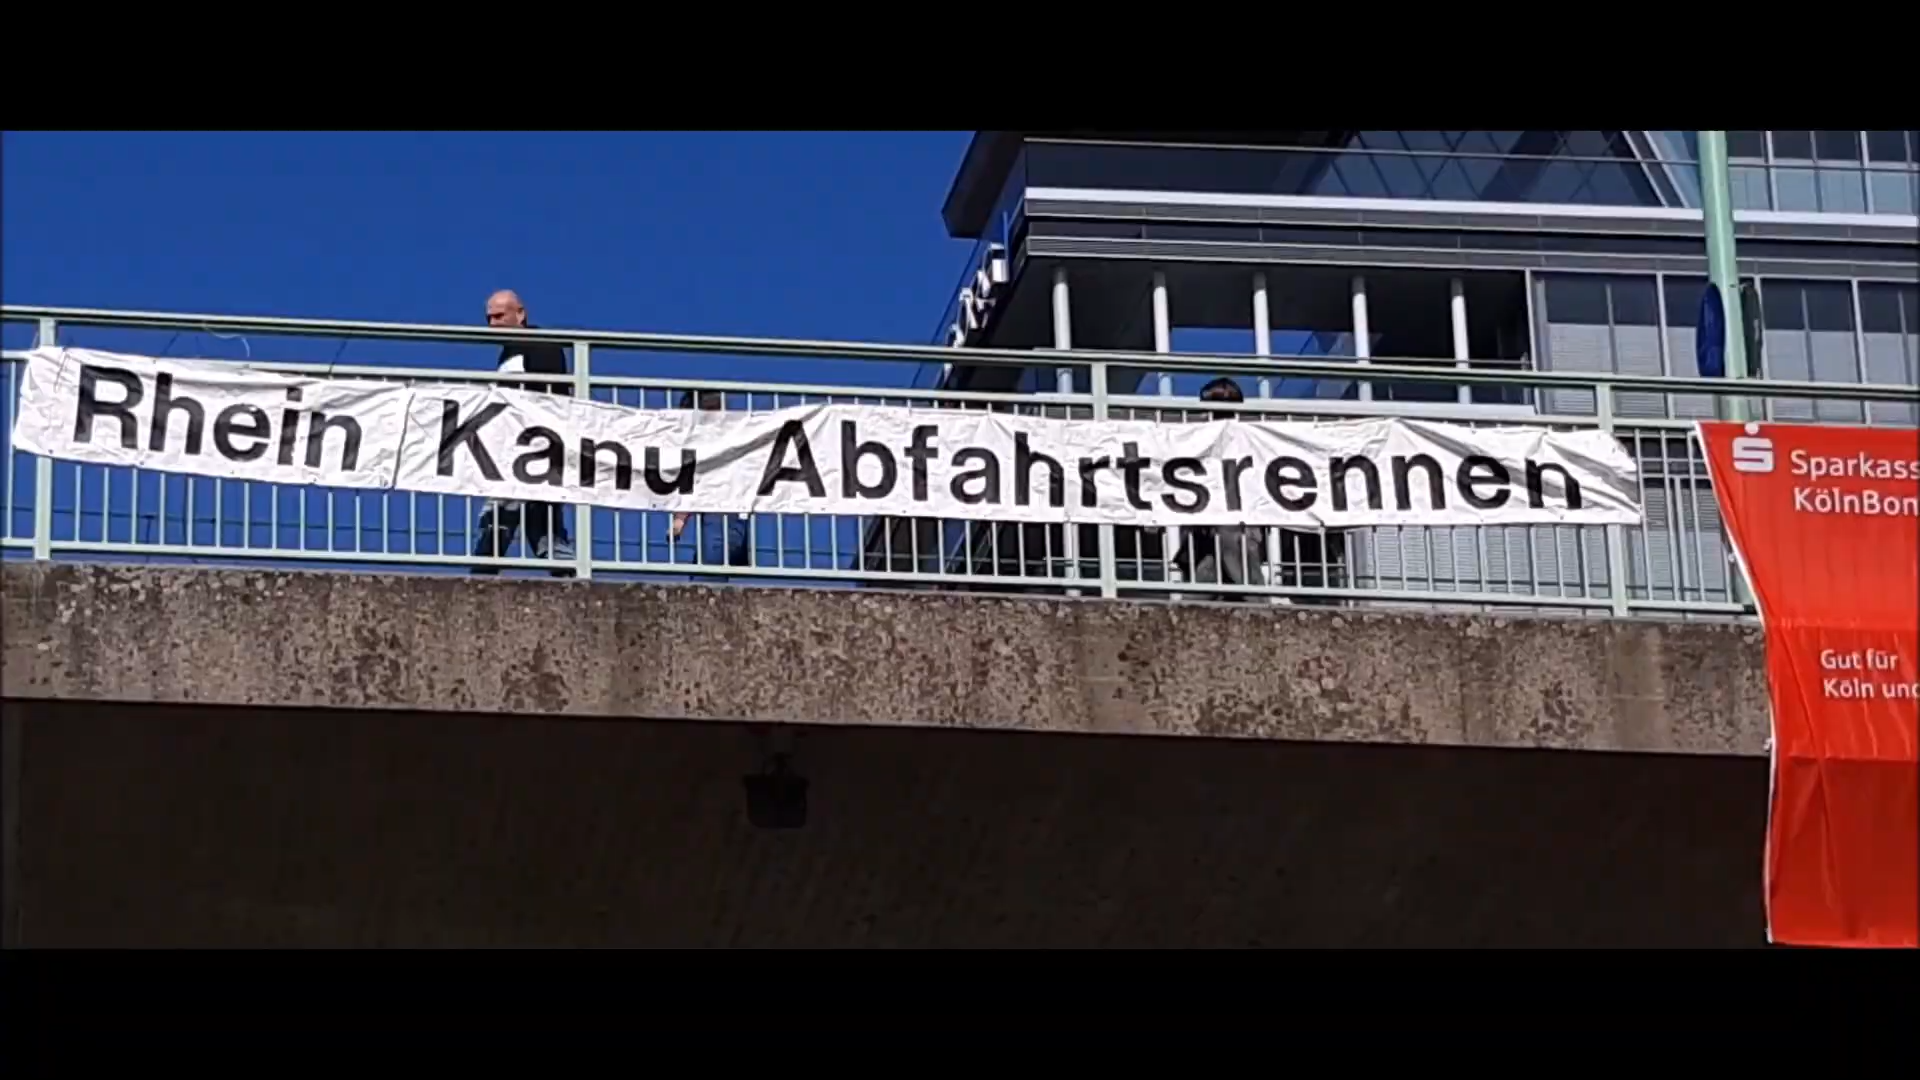 Rhein Kanu Abfahrtsrennen
Sparkass
KölnBon
Gut für
Köln und